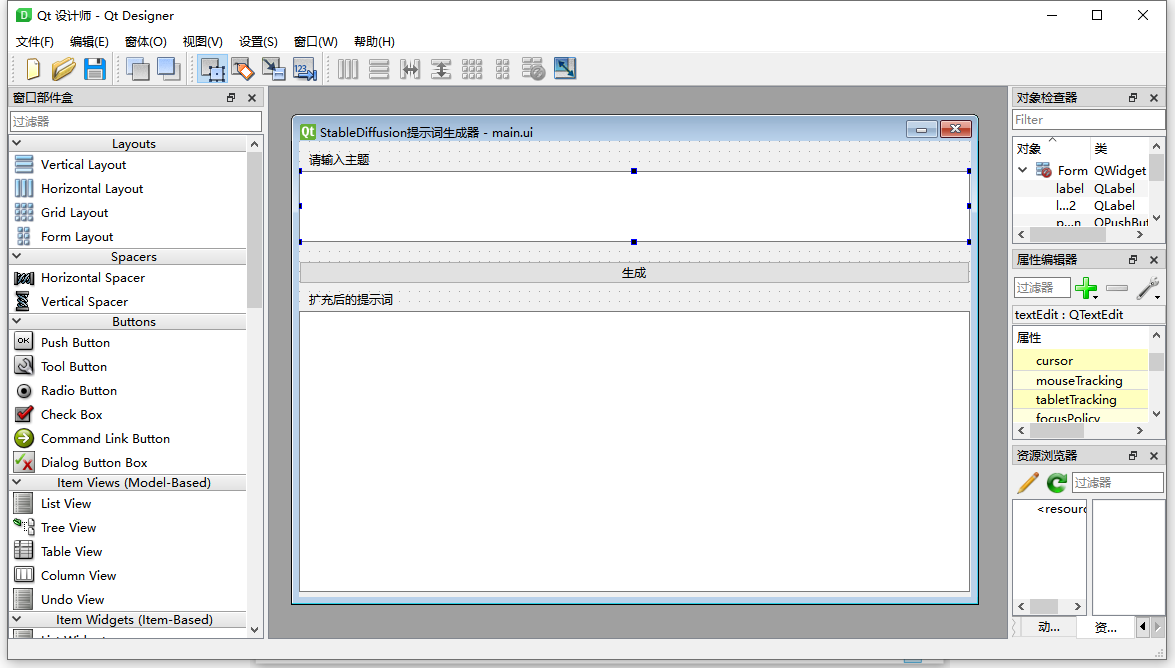 Qt 设计师 - Qt Designer
文件(F) 编辑(E) 窗体(O) 视图(V) 设置(S) 窗口(W) 帮助(H)
窗口部件盒
过滤器
Layouts
Vertical Layout
Horizontal Layout
Grid Layout
Form Layout
Spacers
Horizontal Spacer
Vertical Spacer
Buttons
OK Push Button
Tool Button
Radio Button
Check Box
Command Link Button
Dialog Button Box
Item Views (Model-Based)
List View
Tree View
Table View
Column View
Undo View
Item Widgets (Item-Based)
Qt StableDiffusion提示词生成器 - main.ui
请输入主题
生成
扩充后的提示词
对象检查器
Filter
对象 类
Form QWidget
label QLabel
l...2 QLabel
p...n QPushBut
属性编辑器
过滤器
textEdit : QTextEdit
属性
cursor
mouseTracking
tabletTracking
focusPolicy
资源浏览器
过滤器
<resourc
动... 资...